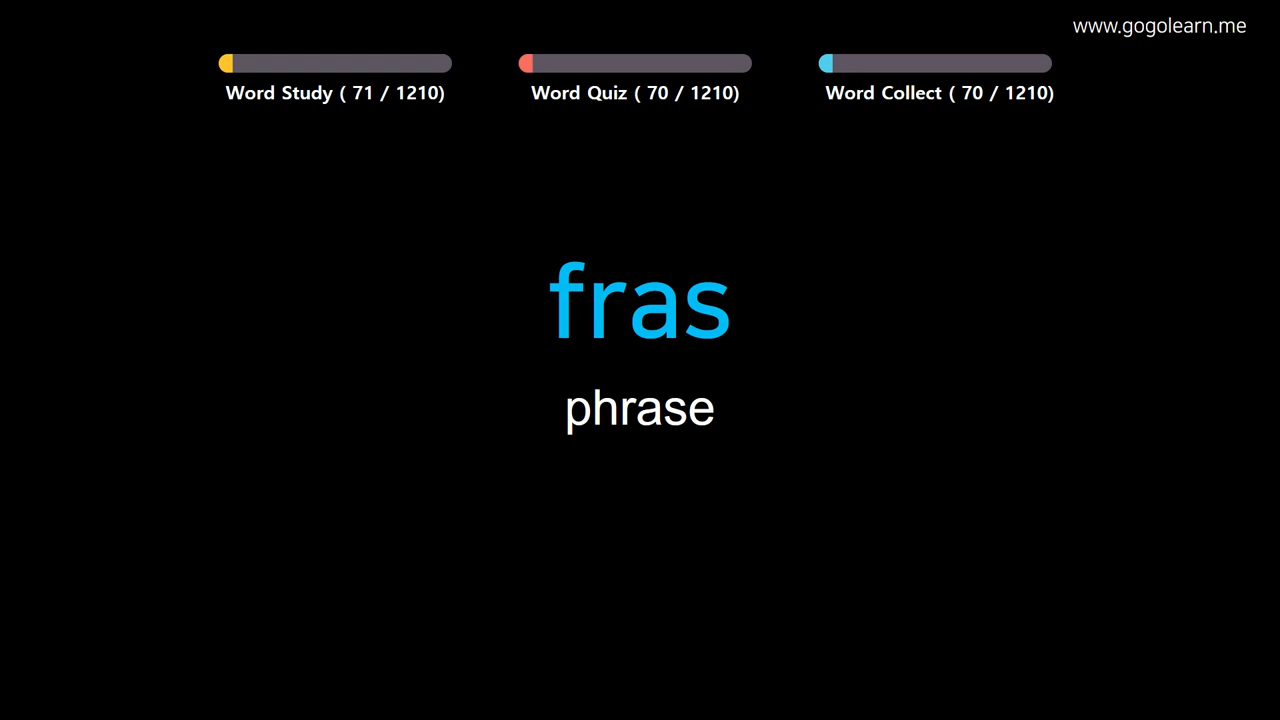 www.gogolearn.me
Word Study ( 71 / 1210)
Word Quiz ( 70 / 1210)
Word Collect ( 70 / 1210)
fras
phrase